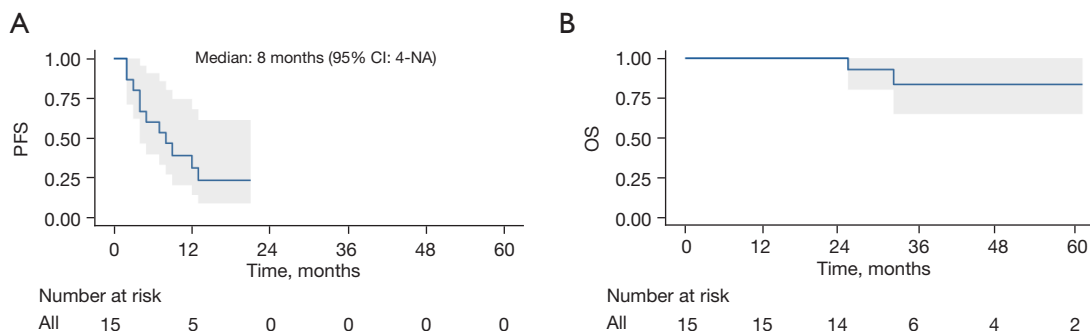 A
Median: 8 months (95% CI: 4-NA)
1.00
0.75
0.50
0.25
0.00
PFS
0 12 24 36 48 60
Time, months
Number at risk
All 15 5 0 0 0 0
B
1.00
0.75
0.50
0.25
0.00
OS
0 12 24 36 48 60
Time, months
Number at risk
All 15 15 14 6 4 2